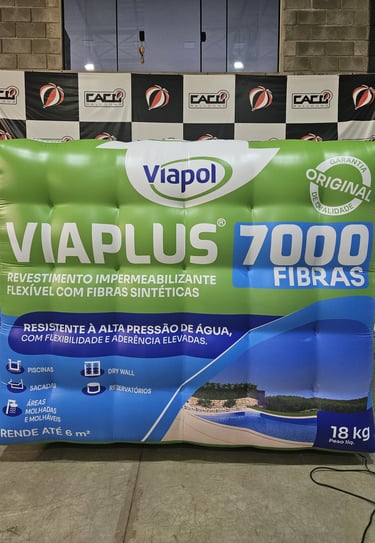 CACI
CACI
Viapol
GARANTIA
ORIGINAL
DE QUALIDADE
VIAPLUS® 7000
FIBRAS
REVESTIMENTO IMPERMEABILIZANTE
FLEXÍVEL COM FIBRAS SINTÉTICAS
RESISTENTE À ALTA PRESSÃO DE ÁGUA,
COM FLEXIBILIDADE E ADERÊNCIA ELEVADAS.
PISCINAS
DRY WALL
SACADAS
RESERVATÓRIOS
ÁREAS
MOLHADAS
E MOLHÁVEIS
RENDE ATÉ 6 m²
18 kg
Peso líq.